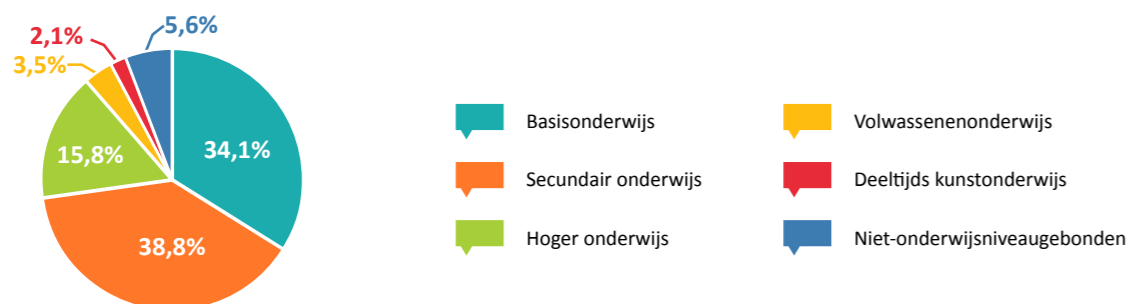 5,6%
2,1%
3,5%
34,1%
15,8%
38,8%
Basisonderwijs
Secundair onderwijs
Hoger onderwijs
Volwassenenonderwijs
Deeltijds kunstonderwijs
Niet-onderwijsniveaugebonden